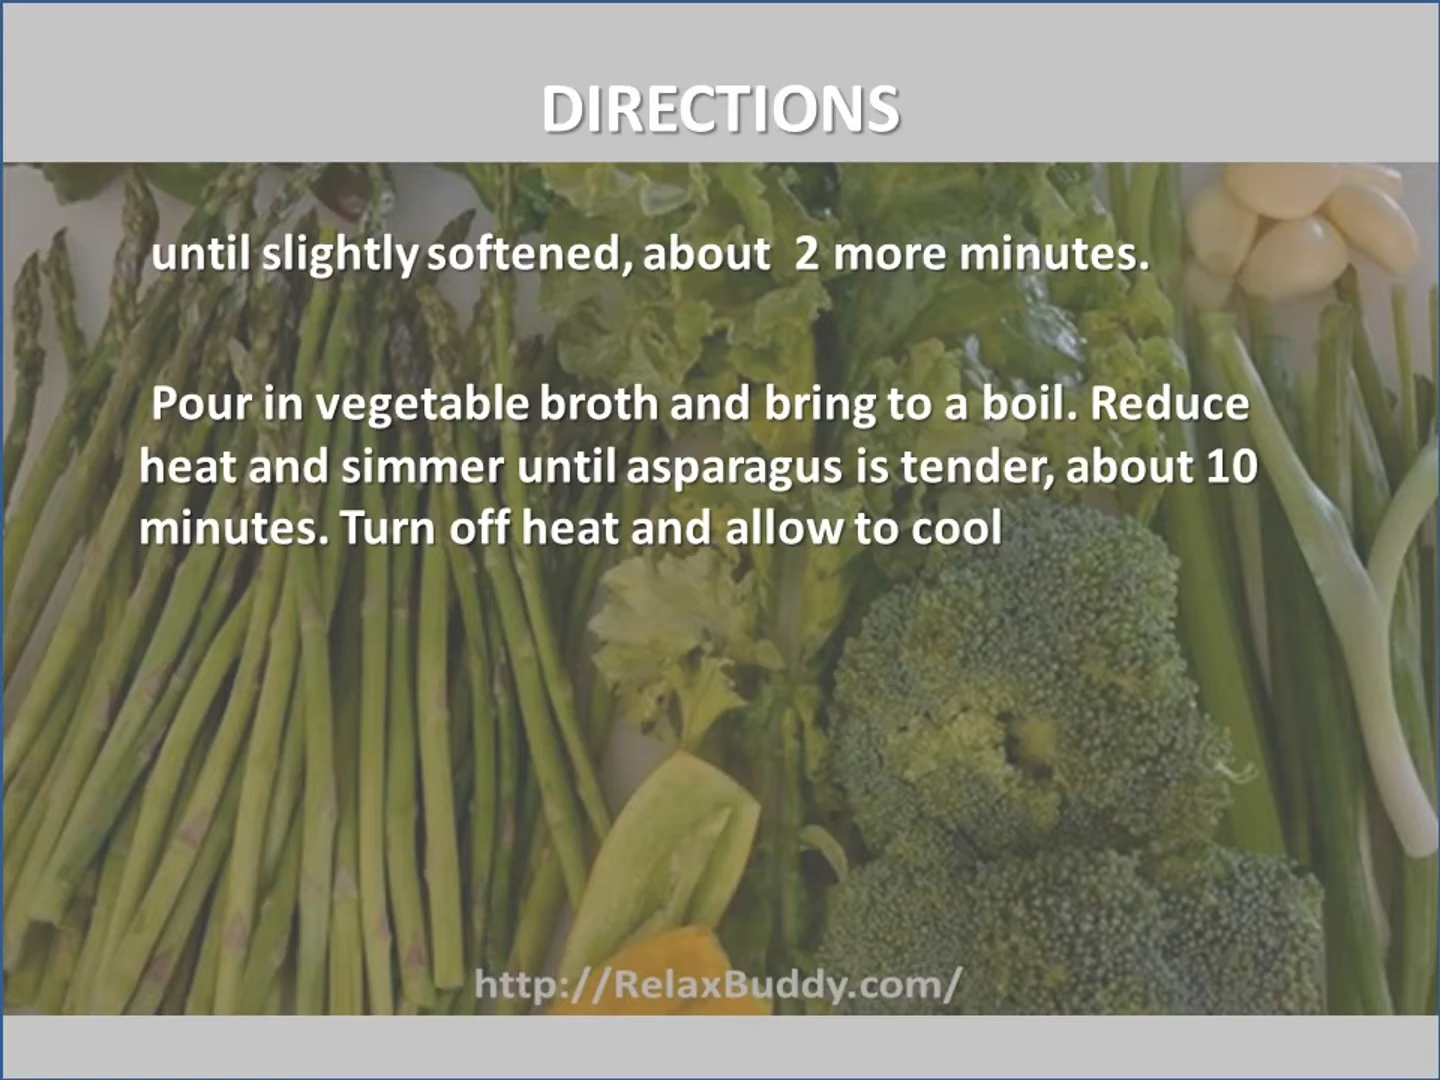 DIRECTIONS
until slightly softened, about 2 more minutes.
Pour in vegetable broth and bring to a boil. Reduce
heat and simmer until asparagus is tender, about 10
minutes. Turn off heat and allow to cool
http://RelaxBuddy.com/